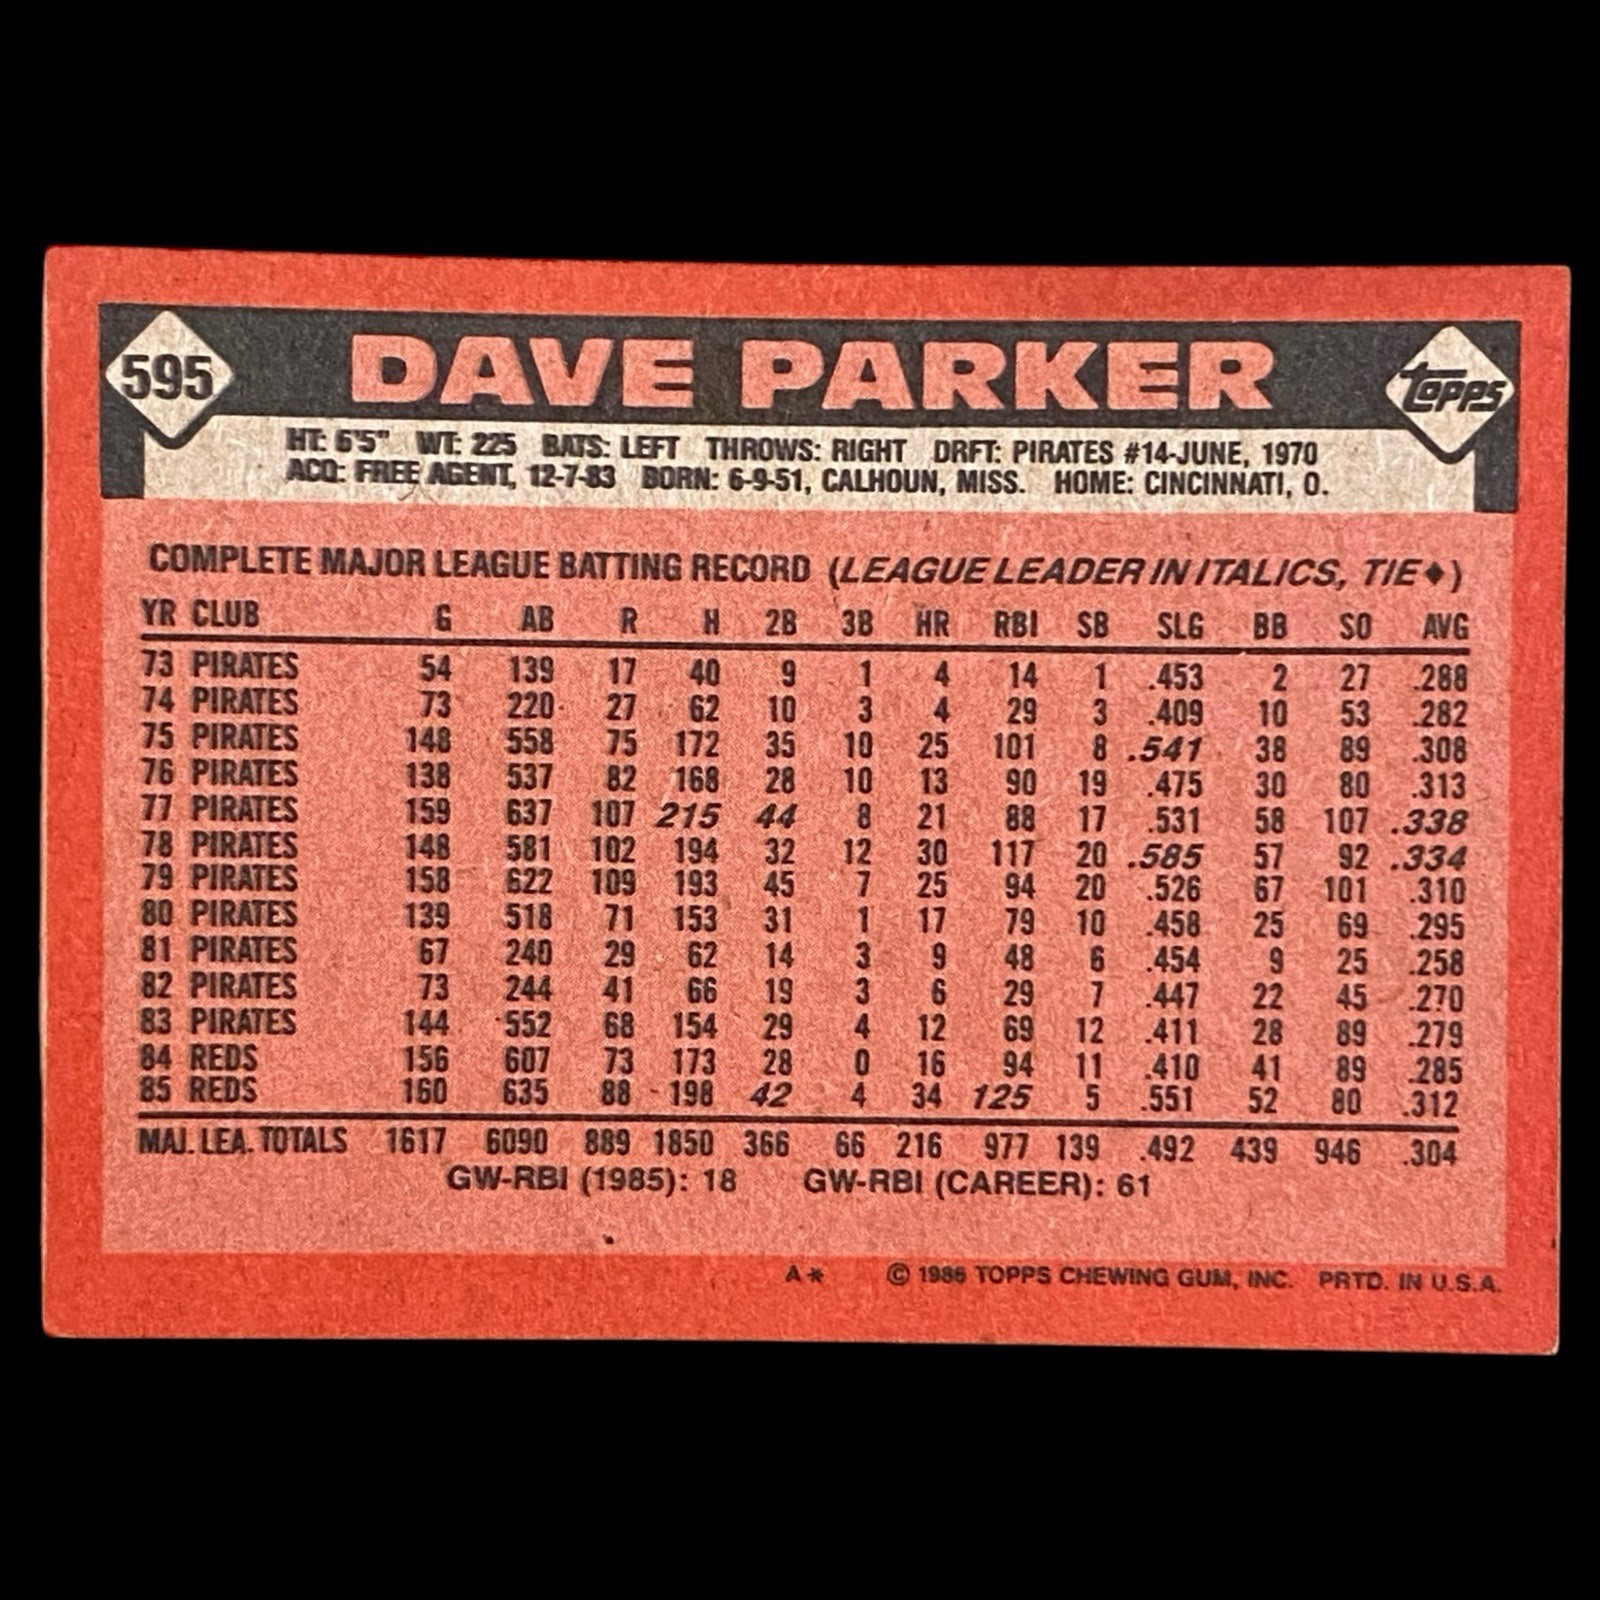 595 DAVE PARKER TOPPS
HT: 6'5" WT: 225 BATS: LEFT THROWS: RIGHT DRFT: PIRATES #14-JUNE, 1970
ACQ: FREE AGENT, 12-7-83 BORN: 6-9-51, CALHOUN, MISS. HOME: CINCINNATI, O.
COMPLETE MAJOR LEAGUE BATTING RECORD (LEAGUE LEADER IN ITALICS, TIE♦)
YR CLUB G AB R H 2B 3B HR RBI SB SLG BB SO AVG
73 PIRATES 54 139 17 40 9 1 4 14 1 .453 2 27 .288
74 PIRATES 73 220 27 62 10 3 4 29 3 .409 10 53 .282
75 PIRATES 148 558 75 172 35 10 25 101 8 .541 38 89 .308
76 PIRATES 138 537 82 168 28 10 13 90 19 .475 30 80 .313
77 PIRATES 159 637 107 215 44 8 21 88 17 .531 58 107 .338
78 PIRATES 148 581 102 194 32 12 30 117 20 .585 57 92 .334
79 PIRATES 158 622 109 193 45 7 25 94 20 .526 67 101 .310
80 PIRATES 139 518 71 153 31 1 17 79 10 .458 25 69 .295
81 PIRATES 67 240 29 62 14 3 9 48 6 .454 9 25 .258
82 PIRATES 73 244 41 66 19 3 6 29 7 .447 22 45 .270
83 PIRATES 144 552 68 154 29 4 12 69 12 .411 28 89 .279
84 REDS 156 607 73 173 28 0 16 94 11 .410 41 89 .285
85 REDS 160 635 88 198 42 4 34 125 5 .551 52 80 .312
MAJ. LEA. TOTALS 1617 6090 889 1850 366 66 216 977 139 .492 439 946 .304
GW-RBI (1985): 18 GW-RBI (CAREER): 61
A* © 1986 TOPPS CHEWING GUM, INC. PRTD. IN U.S.A.